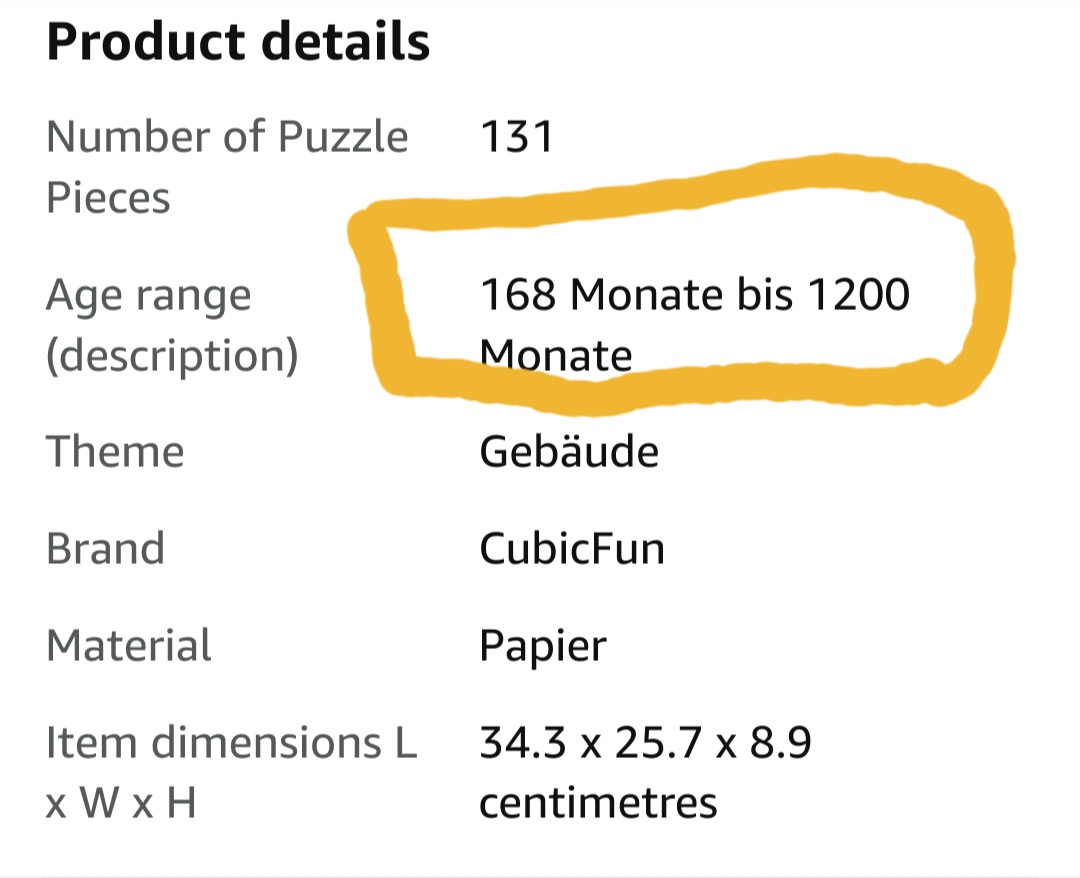 Product details
Number of Puzzle 131
Pieces
Age range 168 Monate bis 1200
(description) Monate
Theme Gebäude
Brand CubicFun
Material Papier
Item dimensions L 34.3 x 25.7 x 8.9
x W x H centimetres